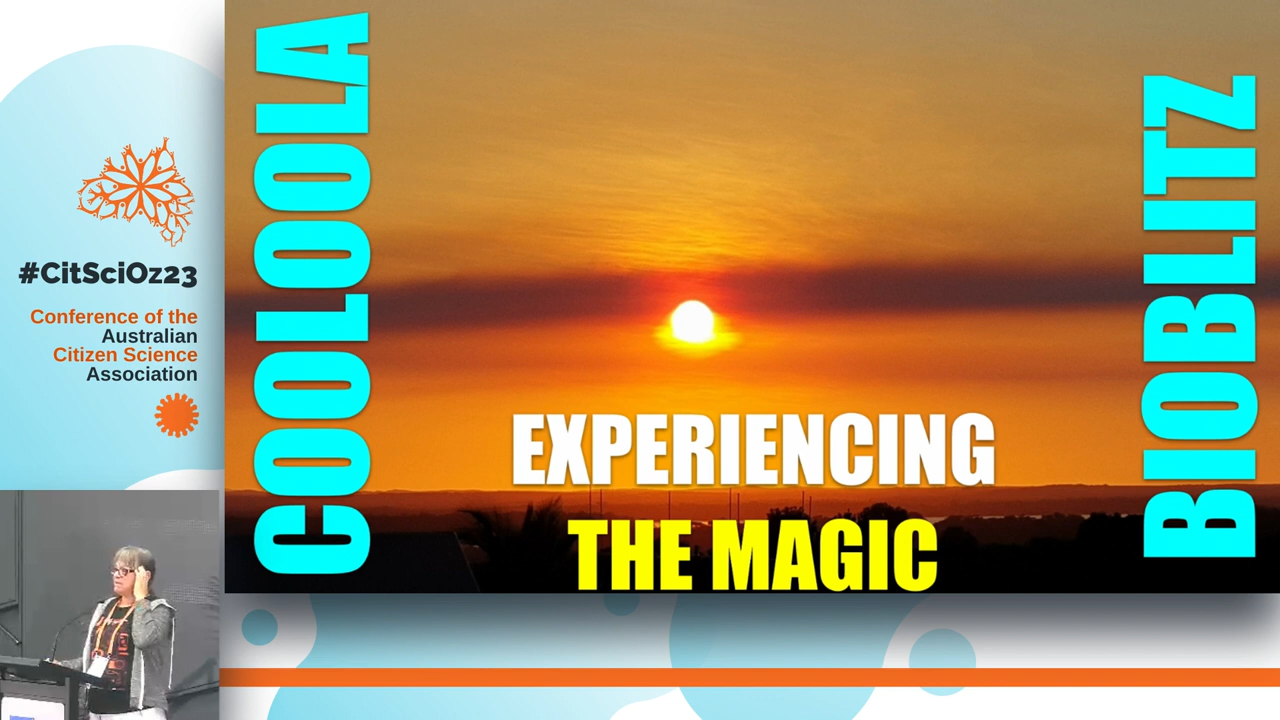 #CitSciOz23
Conference of the
Australian
Citizen Science
Association
COOLOOLA
BIOBLITZ
EXPERIENCING
THE MAGIC